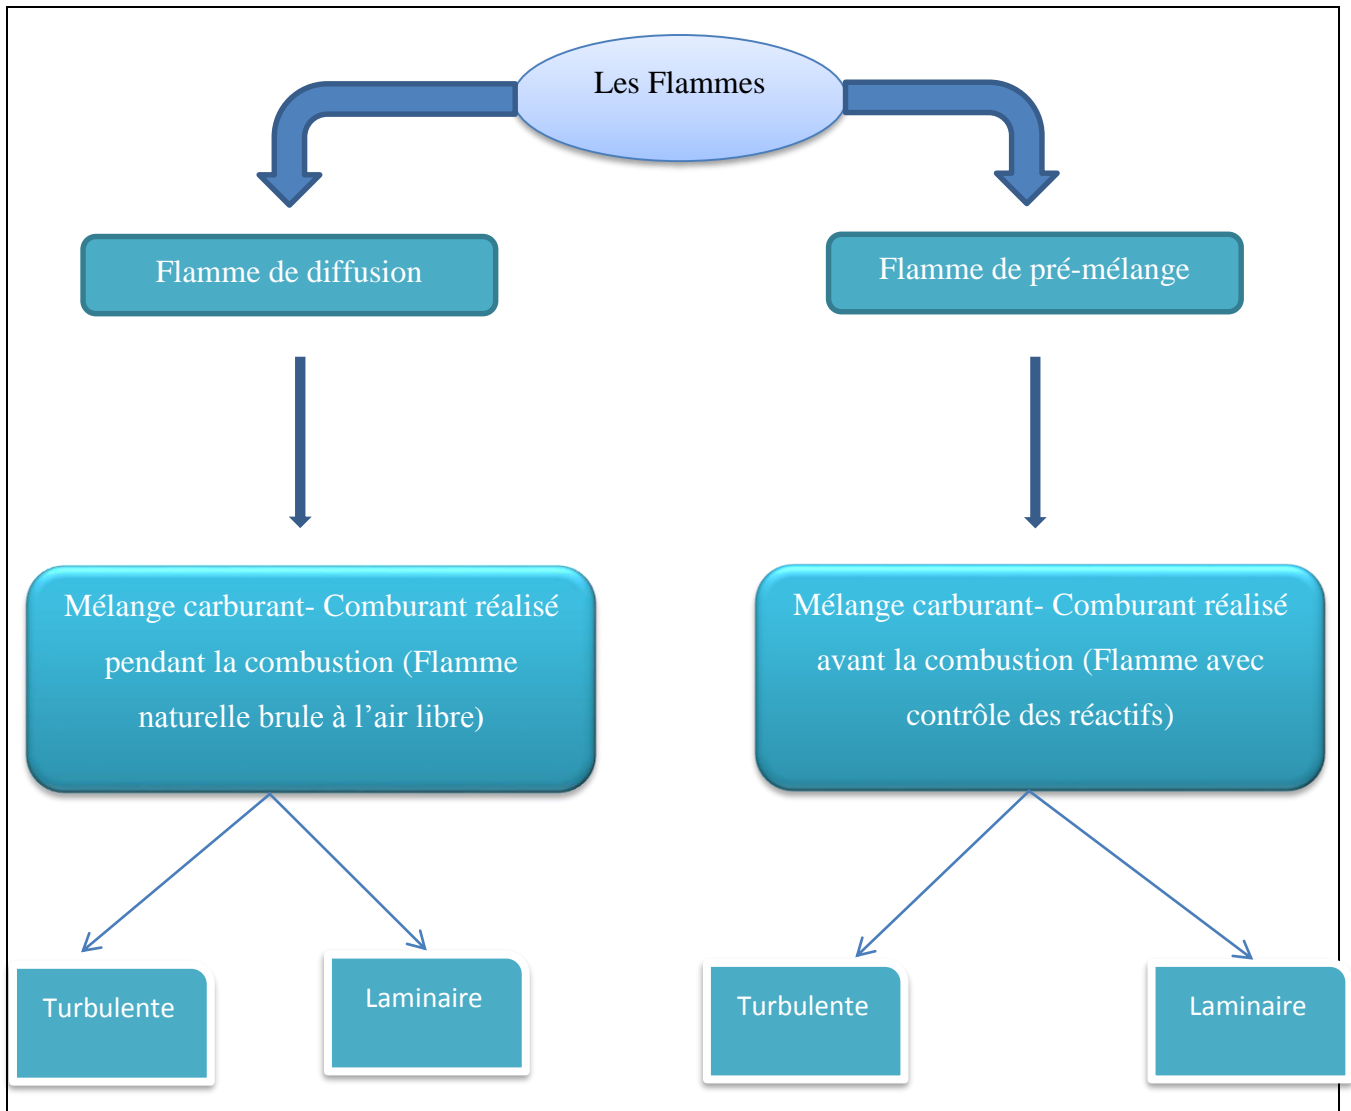 Les Flammes
Flamme de diffusion
Flamme de pré-mélange
Mélange carburant- Comburant réalisé
pendant la combustion (Flamme
naturelle brule à l’air libre)
Mélange carburant- Comburant réalisé
avant la combustion (Flamme avec
contrôle des réactifs)
Turbulente
Laminaire
Turbulente
Laminaire